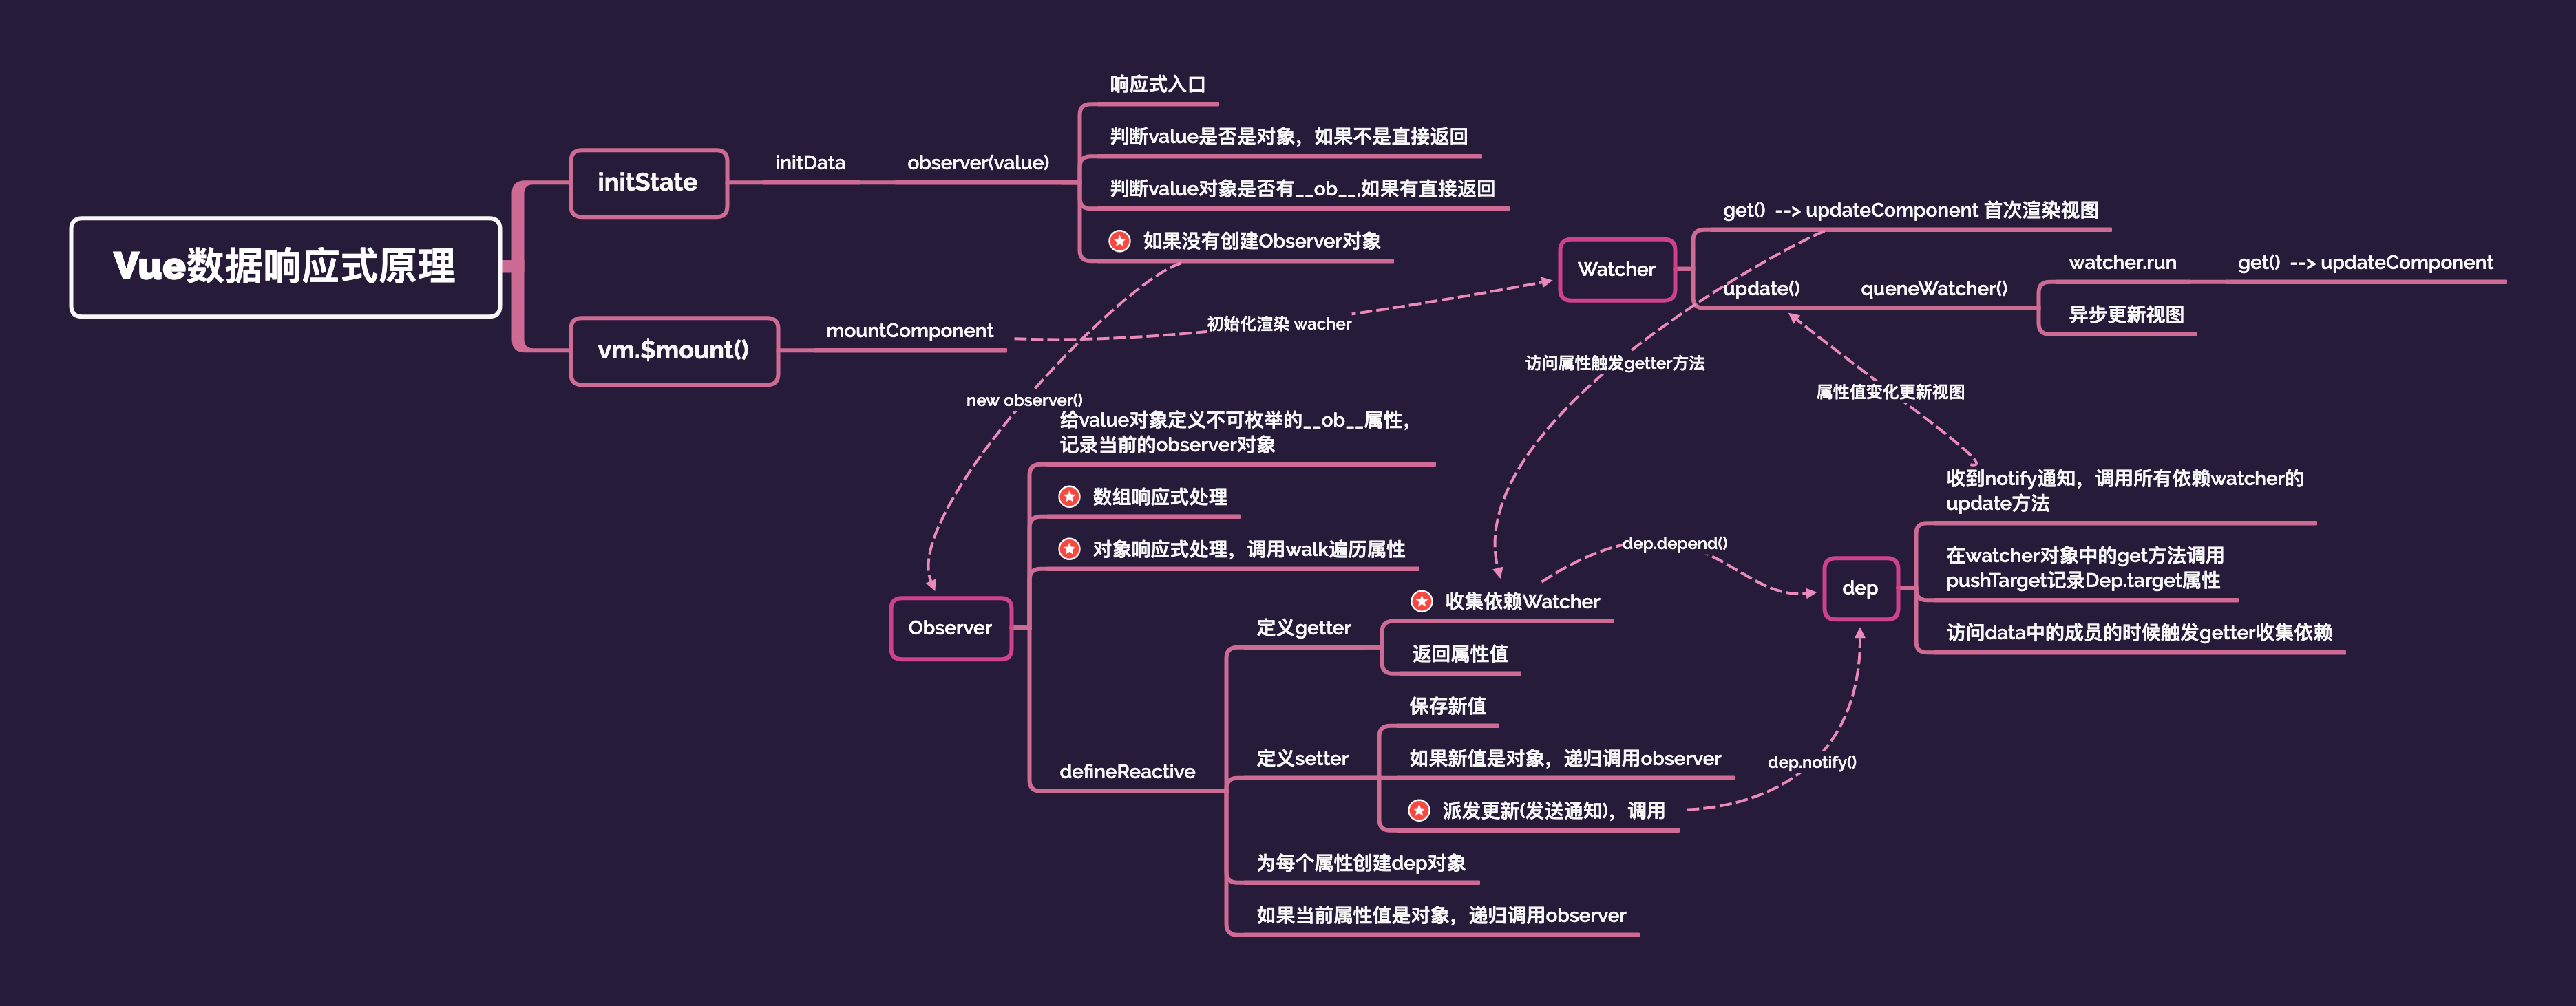 Vue数据响应式原理
initState
initData
observer(value)
响应式入口
判断value是否是对象，如果不是直接返回
判断value对象是否有__ob__,如果有直接返回
如果没有创建Observer对象
vm.$mount()
mountComponent
初始化渲染 wacher
new observer()
Watcher
get() --> updateComponent 首次渲染视图
update()
queneWatcher()
watcher.run
get() --> updateComponent
异步更新视图
访问属性触发getter方法
属性值变化更新视图
Observer
给value对象定义不可枚举的__ob__属性，
记录当前的observer对象
数组响应式处理
对象响应式处理，调用walk遍历属性
defineReactive
定义getter
收集依赖Watcher
返回属性值
定义setter
保存新值
如果新值是对象，递归调用observer
派发更新(发送通知)，调用
为每个属性创建dep对象
如果当前属性值是对象，递归调用observer
dep.depend()
dep.notify()
dep
收到notify通知，调用所有依赖watcher的
update方法
在watcher对象中的get方法调用
pushTarget记录Dep.target属性
访问data中的成员的时候触发getter收集依赖